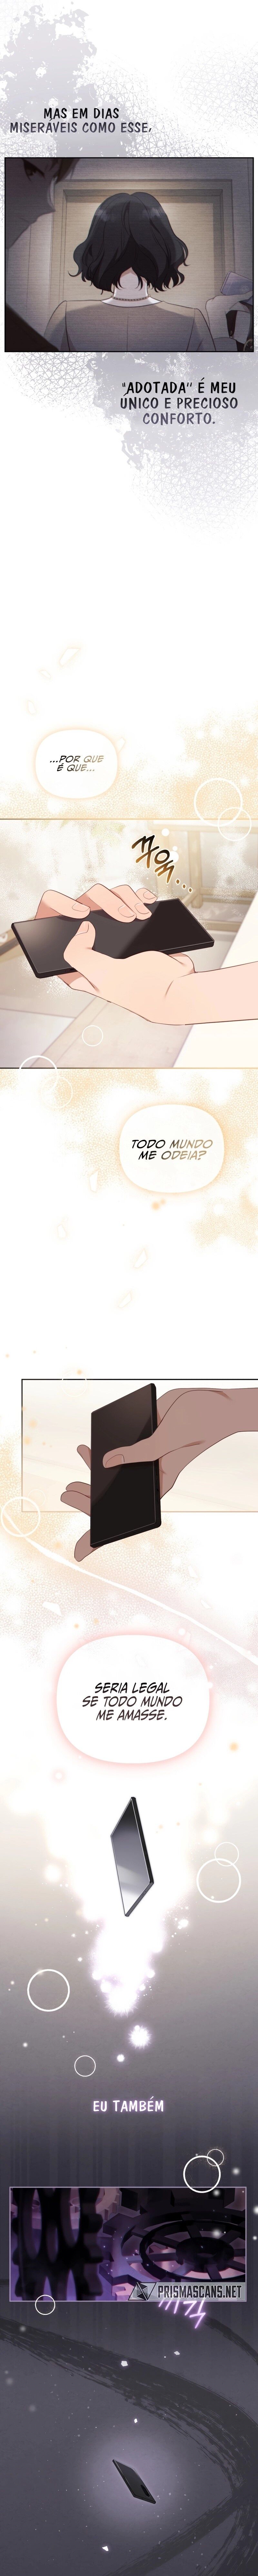 MAS EM DIAS
MISERÁVEIS COMO ESSE,
"ADOTADA" É MEU
ÚNICO E PRECIOSO
CONFORTO.
...POR QUE
É QUE...
TODO MUNDO
ME ODEIA?
SERIA LEGAL
SE TODO MUNDO
ME AMASSE.
EU TAMBÉM
PRISMASCANS.NET